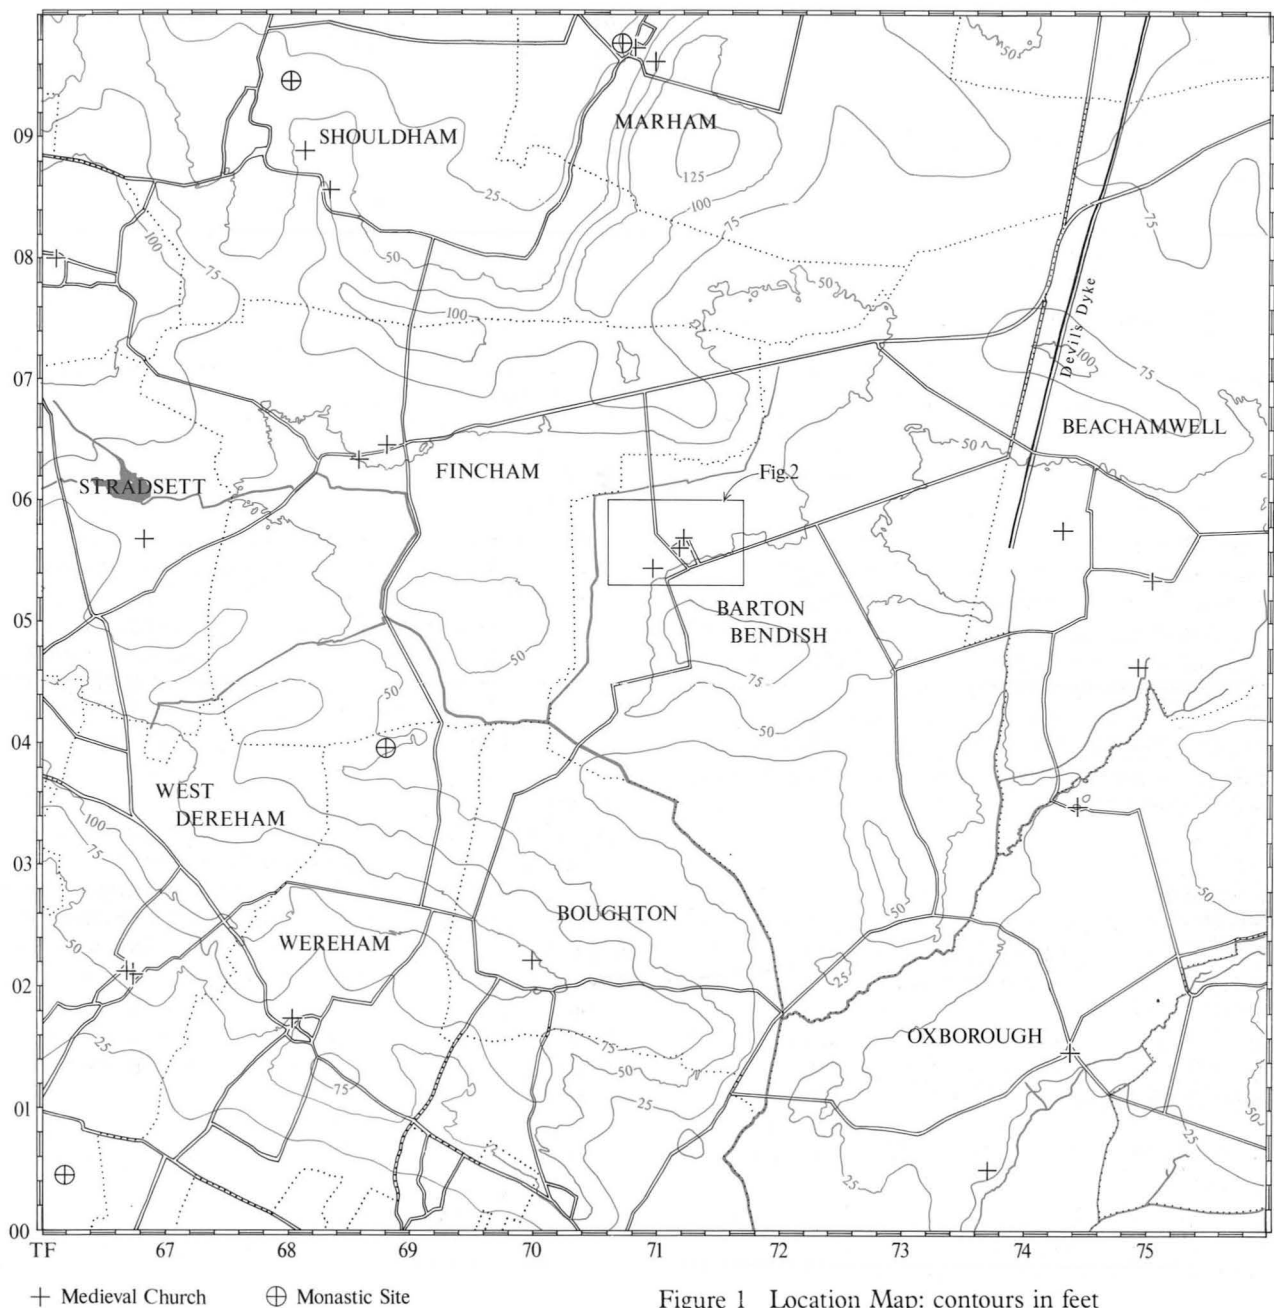 50
09
SHOULDHAM
MARHAM
125
25
100
75
100
75
75
50
08
50
100
Devil's Dyke
100
75
07
50
BEACHAMWELL
FINCHAM
Fig.2
STRADSETT
06
05
BARTON
BENDISH
50
75
50
50
04
WEST
DEREHAM
100
75
03
50
50
BOUGHTON
WEREHAM
50
25
02
OXBOROUGH
25
75
50
75
25
01
50
25
25
00
TF
67
68
69
70
71
72
73
74
75
Medieval Church
Monastic Site
Figure 1 Location Map: contours in feet